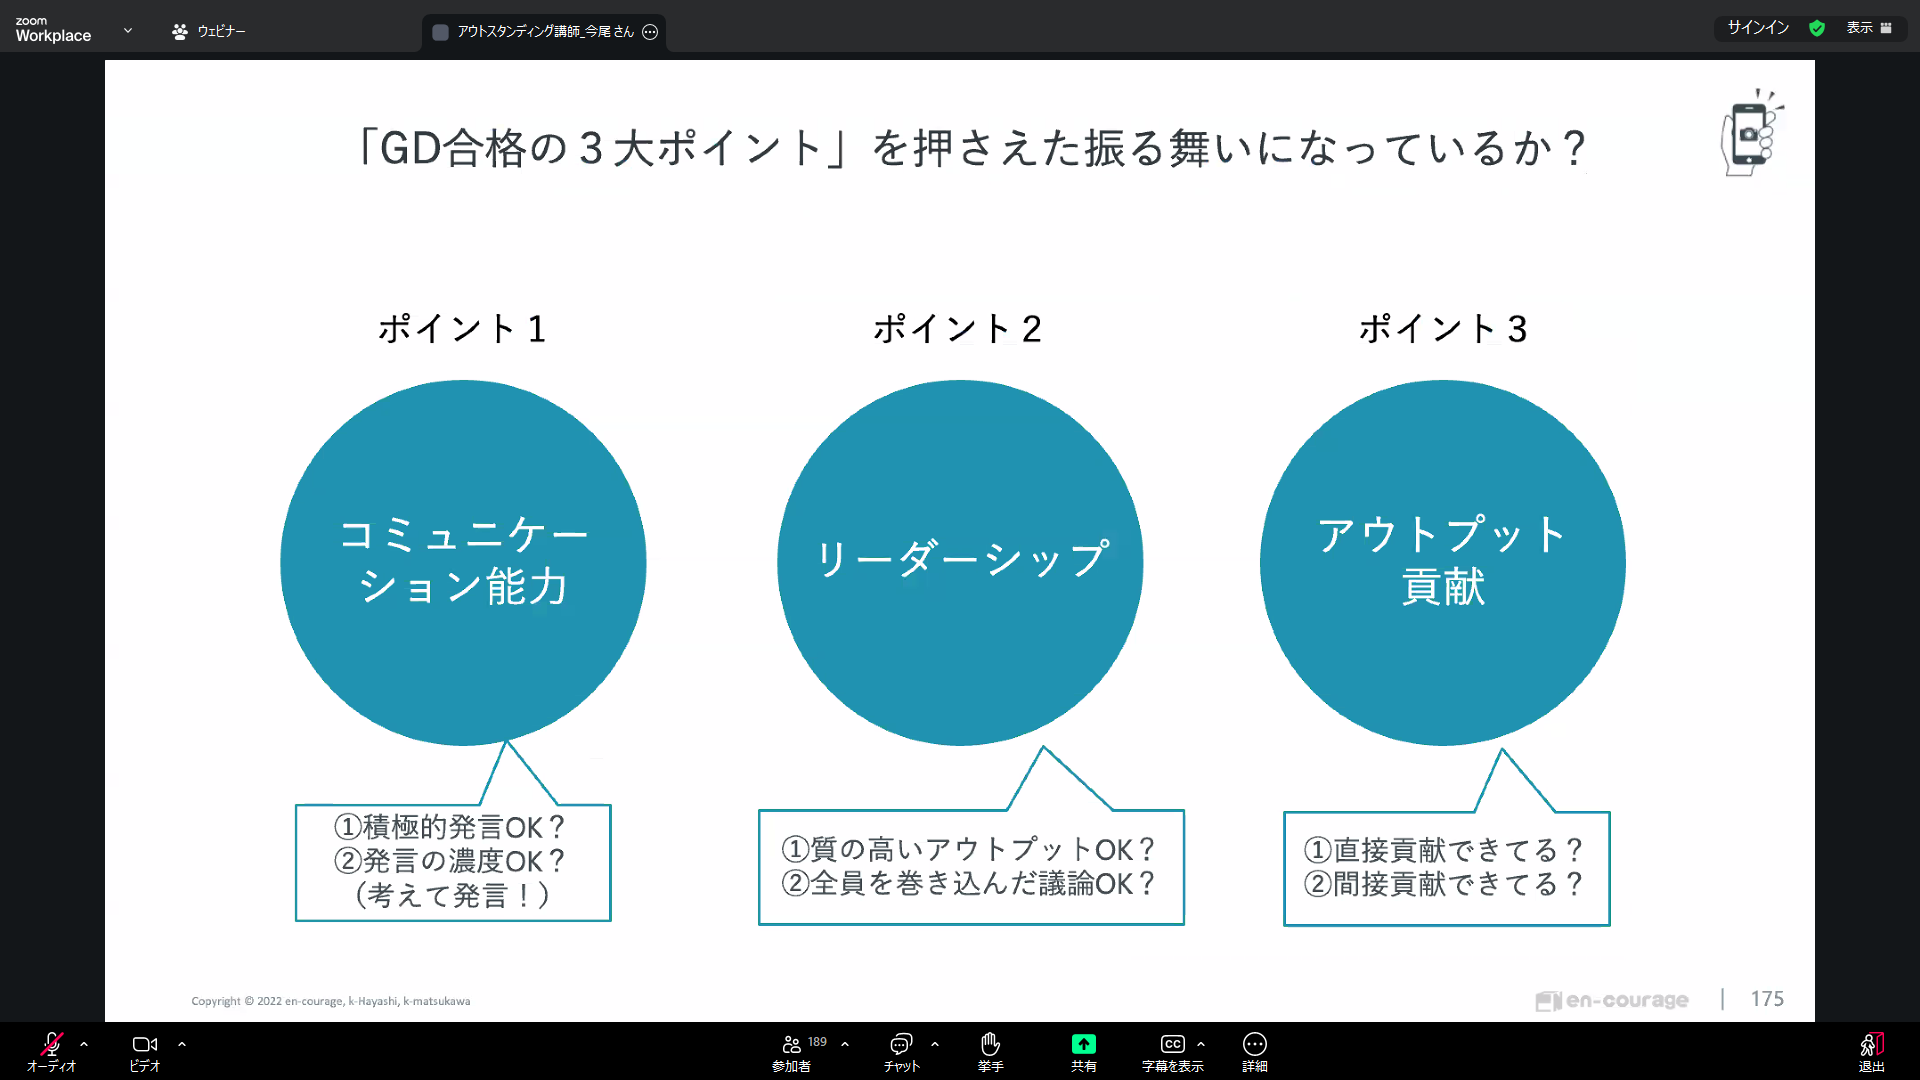 zoom
Workplace
ウェビナー
アウトスタンディング講師_今尾 さん
サインイン
表示
「GD合格の３大ポイント」を押さえた振る舞いになっているか？
ポイント１
ポイント２
ポイント３
コミュニケー
ション能力
リーダーシップ
アウトプット
貢献
①積極的発言OK？
②発言の濃度OK？
（考えて発言！）
①質の高いアウトプットOK？
②全員を巻き込んだ議論OK？
①直接貢献できてる？
②間接貢献できてる？
Copyright © 2022 en-courage, k-Hayashi, k-matsukawa
en-courage
175
オーディオ
ビデオ
189
参加者
チャット
挙手
共有
CC
字幕を表示
詳細
退出